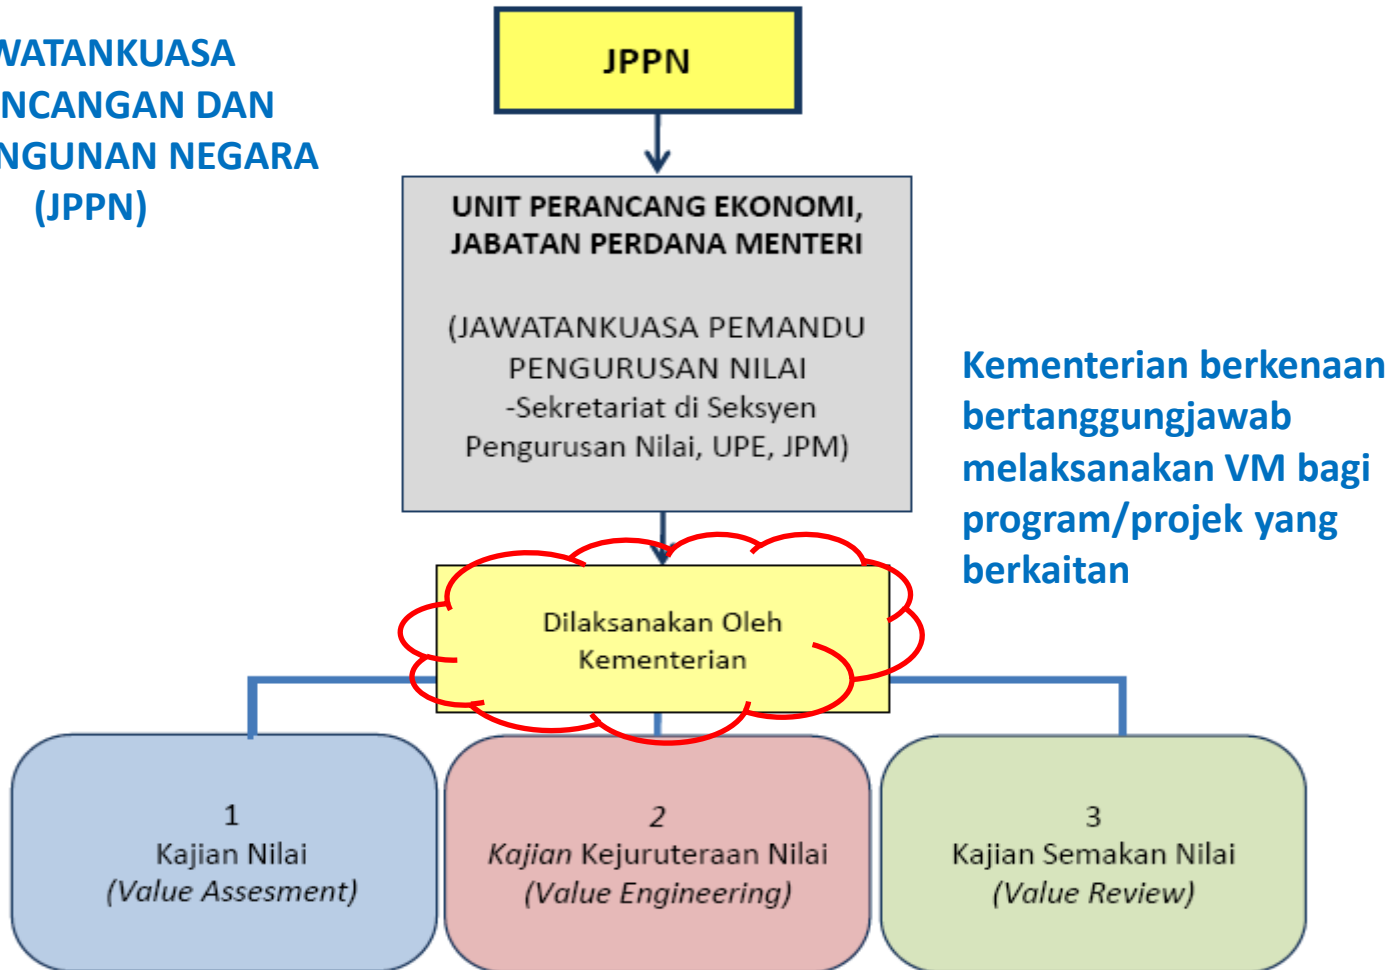 WATANKUASA
NCANGAN DAN
NGUNAN NEGARA
(JPPN)
JPPN
UNIT PERANCANG EKONOMI,
JABATAN PERDANA MENTERI
(JAWATANKUASA PEMANDU
PENGURUSAN NILAI
-Sekretariat di Seksyen
Pengurusan Nilai, UPE, JPM)
Kementerian berkenaan
bertanggungjawab
melaksanakan VM bagi
program/projek yang
berkaitan
Dilaksanakan Oleh
Kementerian
1
Kajian Nilai
(Value Assesment)
2
Kajian Kejuruteraan Nilai
(Value Engineering)
3
Kajian Semakan Nilai
(Value Review)